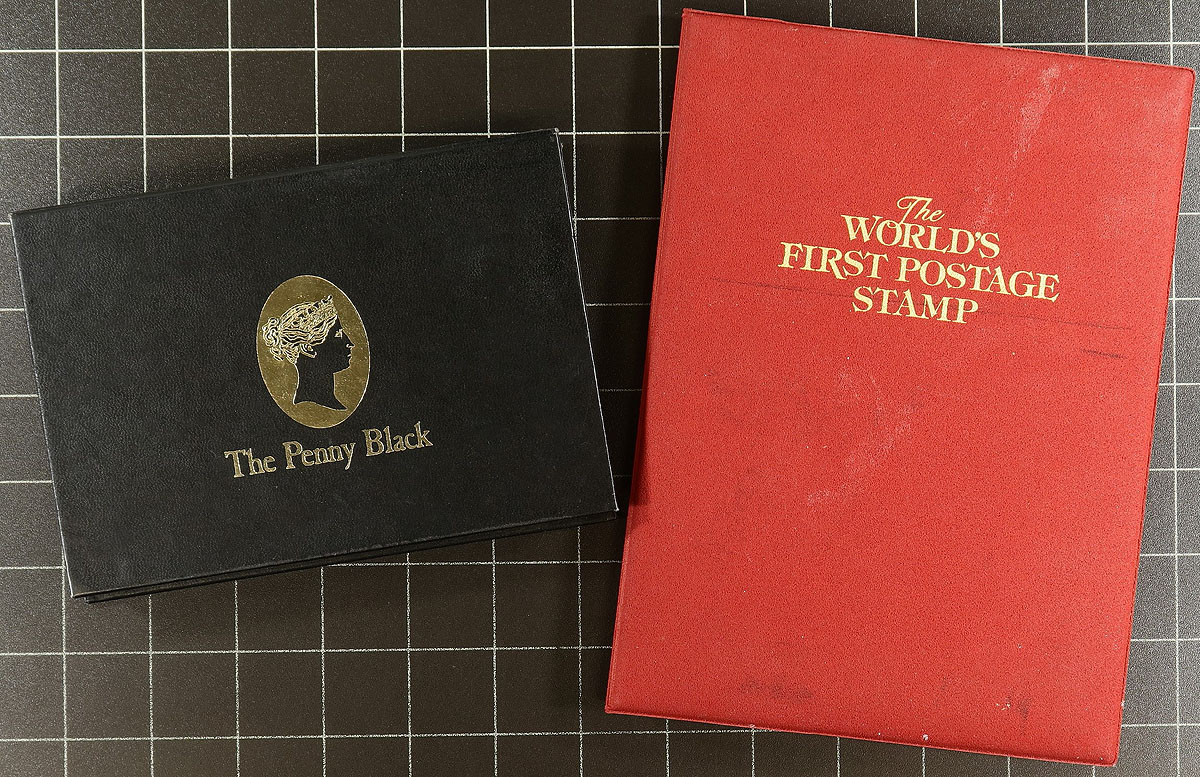 The Penny Black
The
WORLD'S
FIRST POSTAGE
STAMP